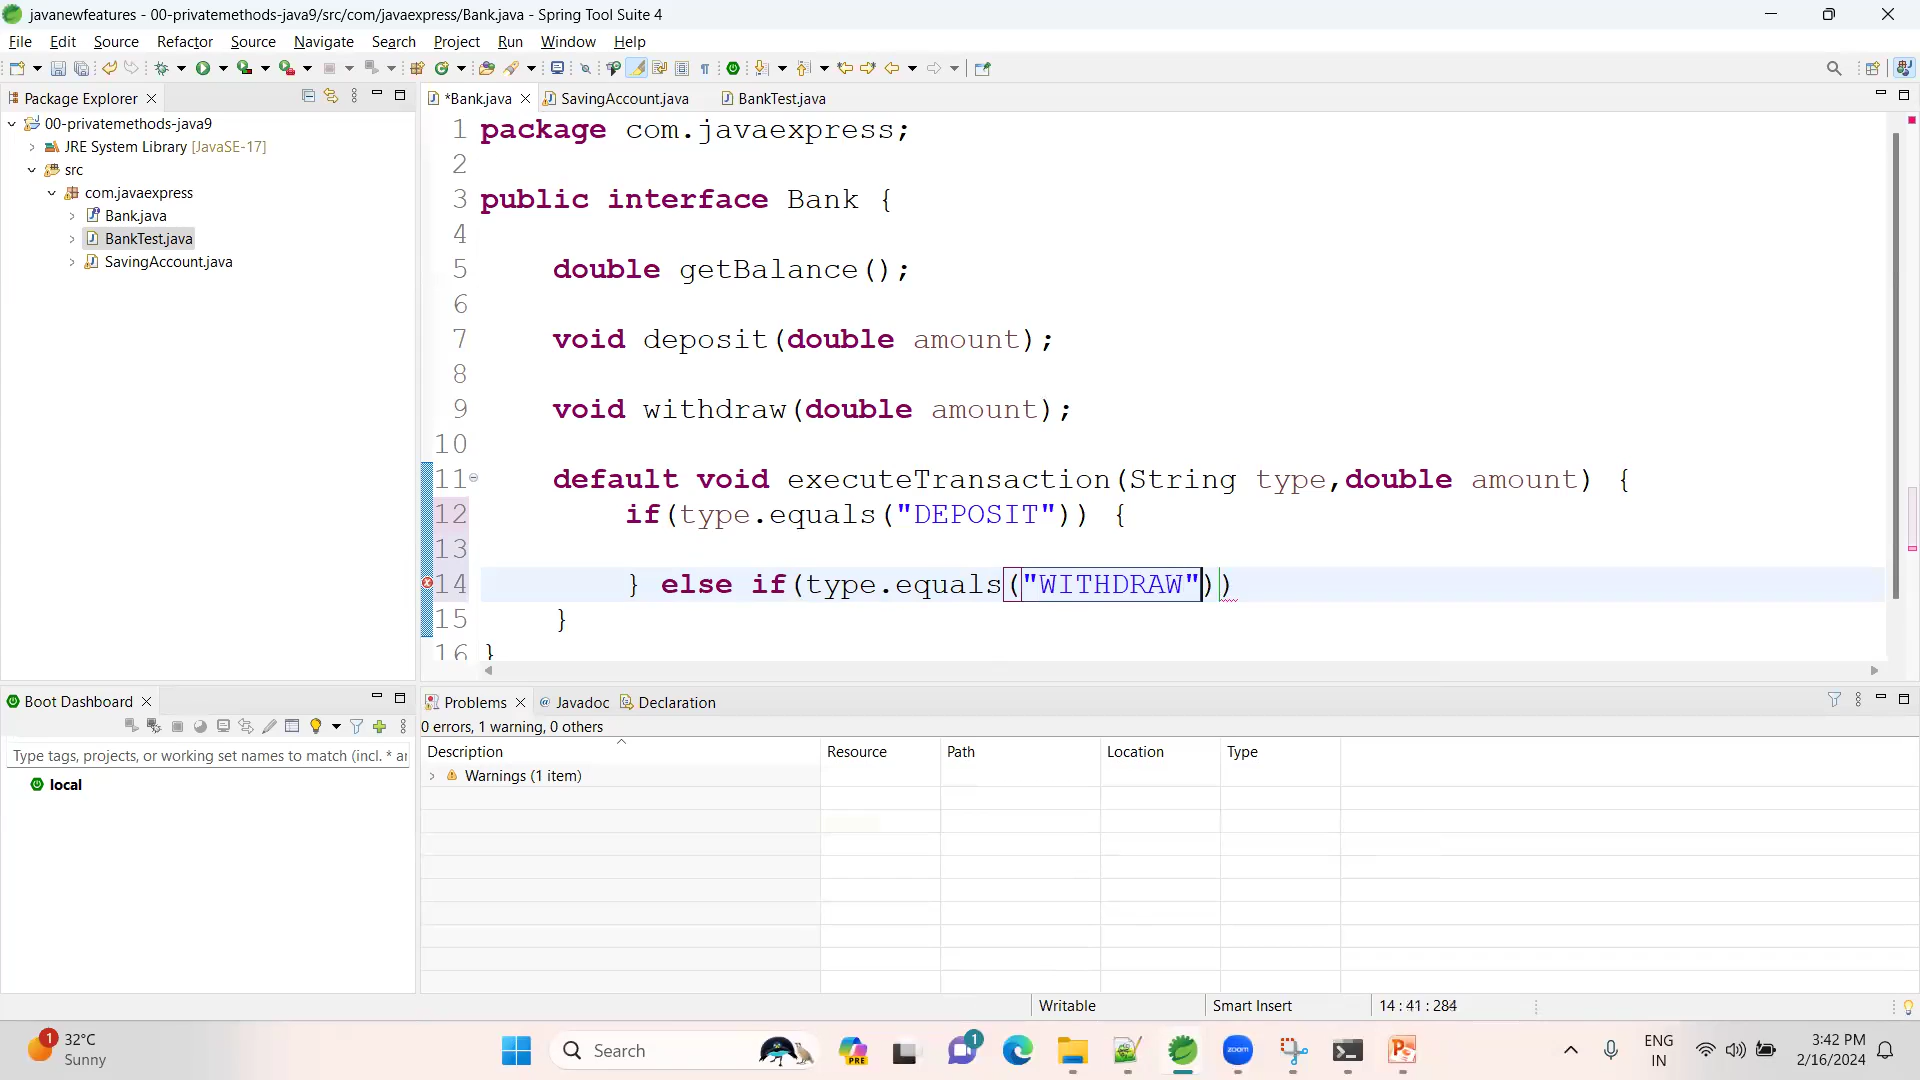 javanewfeatures - 00-privatemethods-java9/src/com/javaexpress/Bank.java - Spring Tool Suite 4
File Edit Source Refactor Source Navigate Search Project Run Window Help
Package Explorer
00-privatemethods-java9
JRE System Library [JavaSE-17]
src
com.javaexpress
Bank.java
BankTest.java
SavingAccount.java
*Bank.java SavingAccount.java BankTest.java
1 package com.javaexpress;
2
3 public interface Bank {
4
5 double getBalance();
6
7 void deposit(double amount);
8
9 void withdraw(double amount);
10
11 default void executeTransaction(String type,double amount) {
12 if(type.equals("DEPOSIT")) {
13
14 } else if(type.equals("WITHDRAW"))
15 }
16 }
Boot Dashboard
Type tags, projects, or working set names to match (incl. * ar
local
Problems Javadoc Declaration
0 errors, 1 warning, 0 others
Description Resource Path Location Type
Warnings (1 item)
Writable Smart Insert 14 : 41 : 284
1
32°C
Sunny
Search
PRE
1
zoom
ENG
IN
3:42 PM
2/16/2024